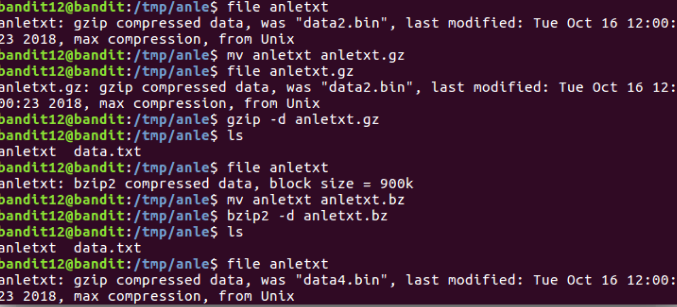 bandit12@bandit:/tmp/anle$ file anletxt
anletxt: gzip compressed data, was "data2.bin", last modified: Tue Oct 16 12:00:
23 2018, max compression, from Unix
bandit12@bandit:/tmp/anle$ mv anletxt anletxt.gz
bandit12@bandit:/tmp/anle$ file anletxt.gz
anletxt.gz: gzip compressed data, was "data2.bin", last modified: Tue Oct 16 12:
00:23 2018, max compression, from Unix
bandit12@bandit:/tmp/anle$ gzip -d anletxt.gz
bandit12@bandit:/tmp/anle$ ls
anletxt  data.txt
bandit12@bandit:/tmp/anle$ file anletxt
anletxt: bzip2 compressed data, block size = 900k
bandit12@bandit:/tmp/anle$ mv anletxt anletxt.bz
bandit12@bandit:/tmp/anle$ bzip2 -d anletxt.bz
bandit12@bandit:/tmp/anle$ ls
anletxt  data.txt
bandit12@bandit:/tmp/anle$ file anletxt
anletxt: gzip compressed data, was "data4.bin", last modified: Tue Oct 16 12:00:
23 2018, max compression, from Unix